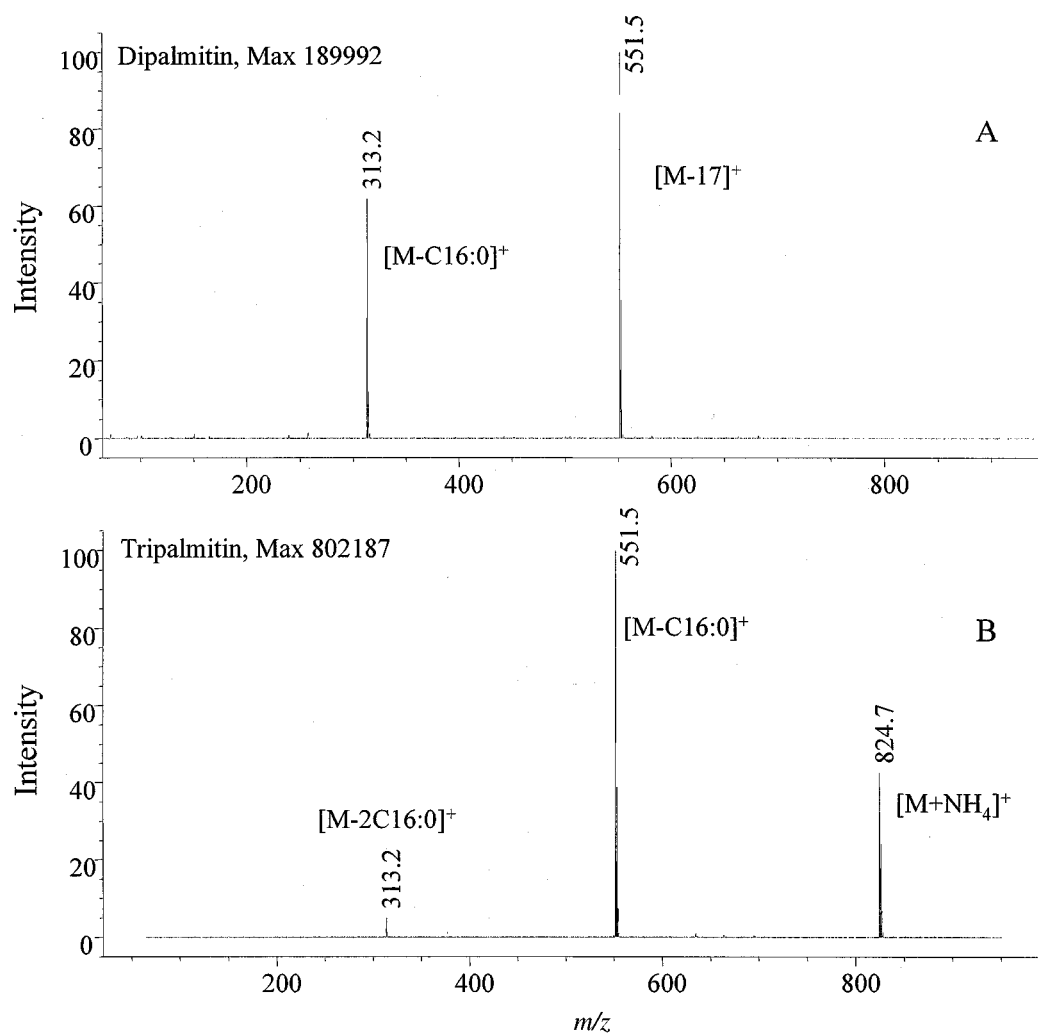 Dipalmitin, Max 189992
A
551.5
[M-17]⁺
313.2
[M-C16:0]⁺
Intensity
100
80
60
40
20
0
200
400
600
800
Tripalmitin, Max 802187
B
551.5
[M-C16:0]⁺
824.7
[M+NH₄]⁺
[M-2C16:0]⁺
313.2
Intensity
100
80
60
40
20
0
200
400
600
800
m/z